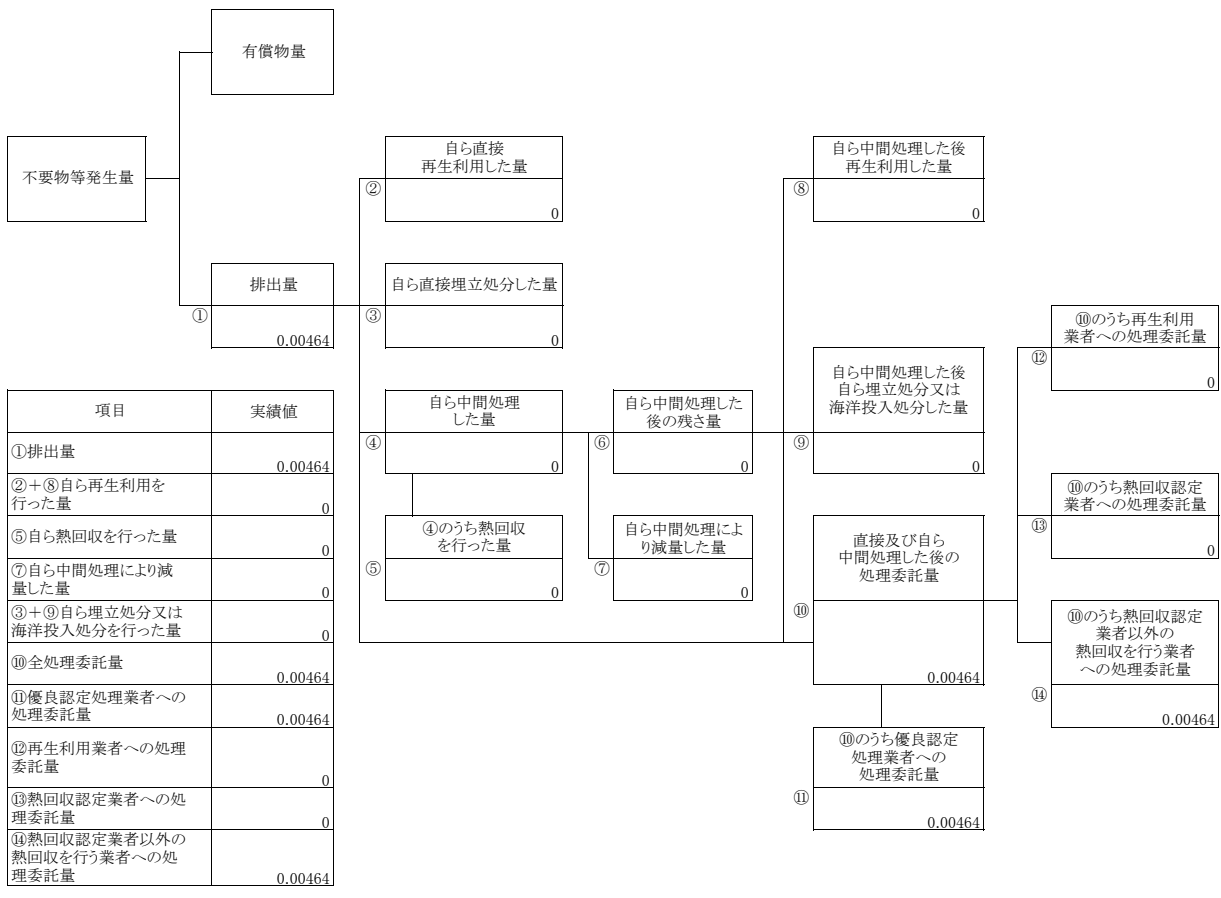 有償物量
不要物等発生量
自ら直接
再生利用した量
②
0
自ら中間処理した後
再生利用した量
⑧
0
排出量
①
0.00464
自ら直接埋立処分した量
③
0
⑩のうち再生利用
業者への処理委託量
⑫
0
自ら中間処理
した量
④
0
自ら中間処理した
後の残さ量
⑥
0
自ら中間処理した後
自ら埋立処分又は
海洋投入処分した量
⑨
0
⑩のうち熱回収認定
業者への処理委託量
⑬
0
④のうち熱回収
を行った量
⑤
0
自ら中間処理によ
り減量した量
⑦
0
直接及び自ら
中間処理した後の
処理委託量
⑩
0.00464
⑩のうち熱回収認定
業者以外の
熱回収を行う業者
への処理委託量
⑭
0.00464
⑩のうち優良認定
処理業者への
処理委託量
⑪
0.00464
項目 実績値
①排出量
0.00464
②＋⑧自ら再生利用を
行った量
0
⑤自ら熱回収を行った量
0
⑦自ら中間処理により減
量した量
0
③＋⑨自ら埋立処分又は
海洋投入処分を行った量
0
⑩全処理委託量
0.00464
⑪優良認定処理業者への
処理委託量
0.00464
⑫再生利用業者への処理
委託量
0
⑬熱回収認定業者への処
理委託量
0
⑭熱回収認定業者以外の
熱回収を行う業者への処
理委託量
0.00464